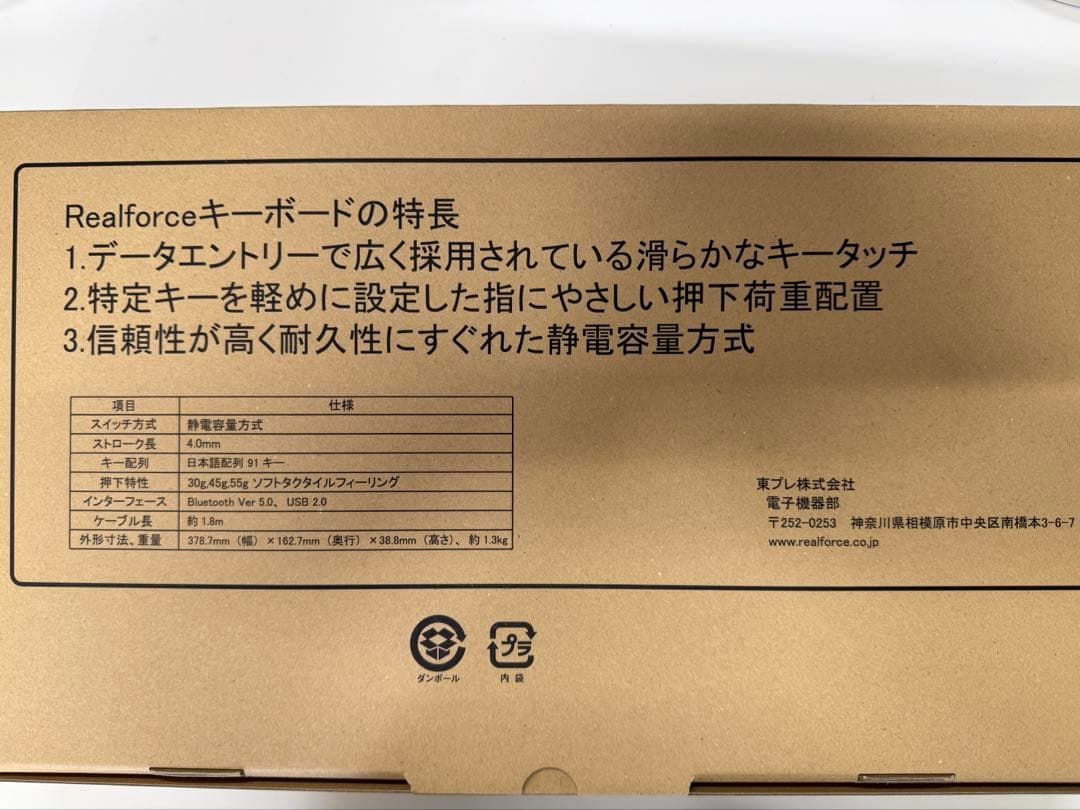 Realforceキーボードの特長
1.データエントリーで広く採用されている滑らかなキータッチ
2.特定キーを軽めに設定した指にやさしい押下荷重配置
3.信頼性が高く耐久性にすぐれた静電容量方式
項目 仕様
スイッチ方式 静電容量方式
ストローク長 4.0mm
キー配列 日本語配列 91 キー
押下特性 30g,45g,55g ソフトタクタイルフィーリング
インターフェース Bluetooth Ver 5.0、 USB 2.0
ケーブル長 約 1.8m
外形寸法、重量 378.7mm（幅）×162.7mm（奥行）×38.8mm（高さ）、約 1.3kg
東プレ株式会社
電子機器部
〒252-0253 神奈川県相模原市中央区南橋本3-6-7
www.realforce.co.jp
プラ
ダンボール 内袋